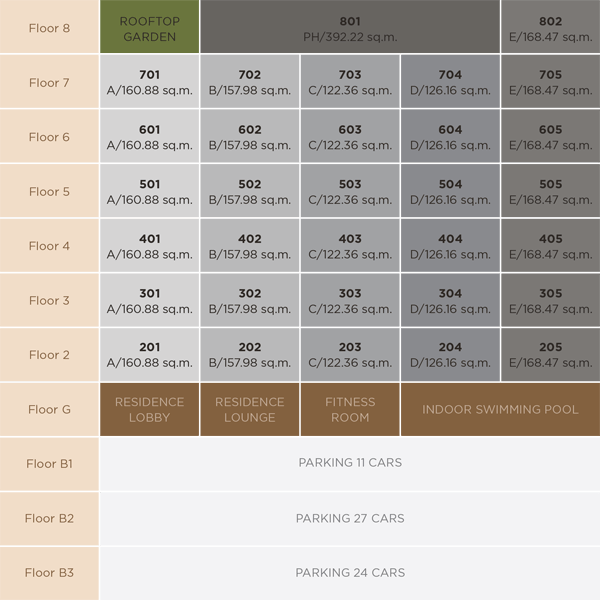 Floor 8
ROOFTOP
GARDEN
801
PH/392.22 sq.m.
802
E/168.47 sq.m.
Floor 7
701
A/160.88 sq.m.
702
B/157.98 sq.m.
703
C/122.36 sq.m.
704
D/126.16 sq.m.
705
E/168.47 sq.m.
Floor 6
601
A/160.88 sq.m.
602
B/157.98 sq.m.
603
C/122.36 sq.m.
604
D/126.16 sq.m.
605
E/168.47 sq.m.
Floor 5
501
A/160.88 sq.m.
502
B/157.98 sq.m.
503
C/122.36 sq.m.
504
D/126.16 sq.m.
505
E/168.47 sq.m.
Floor 4
401
A/160.88 sq.m.
402
B/157.98 sq.m.
403
C/122.36 sq.m.
404
D/126.16 sq.m.
405
E/168.47 sq.m.
Floor 3
301
A/160.88 sq.m.
302
B/157.98 sq.m.
303
C/122.36 sq.m.
304
D/126.16 sq.m.
305
E/168.47 sq.m.
Floor 2
201
A/160.88 sq.m.
202
B/157.98 sq.m.
203
C/122.36 sq.m.
204
D/126.16 sq.m.
205
E/168.47 sq.m.
Floor G
RESIDENCE
LOBBY
RESIDENCE
LOUNGE
FITNESS
ROOM
INDOOR SWIMMING POOL
Floor B1
PARKING 11 CARS
Floor B2
PARKING 27 CARS
Floor B3
PARKING 24 CARS